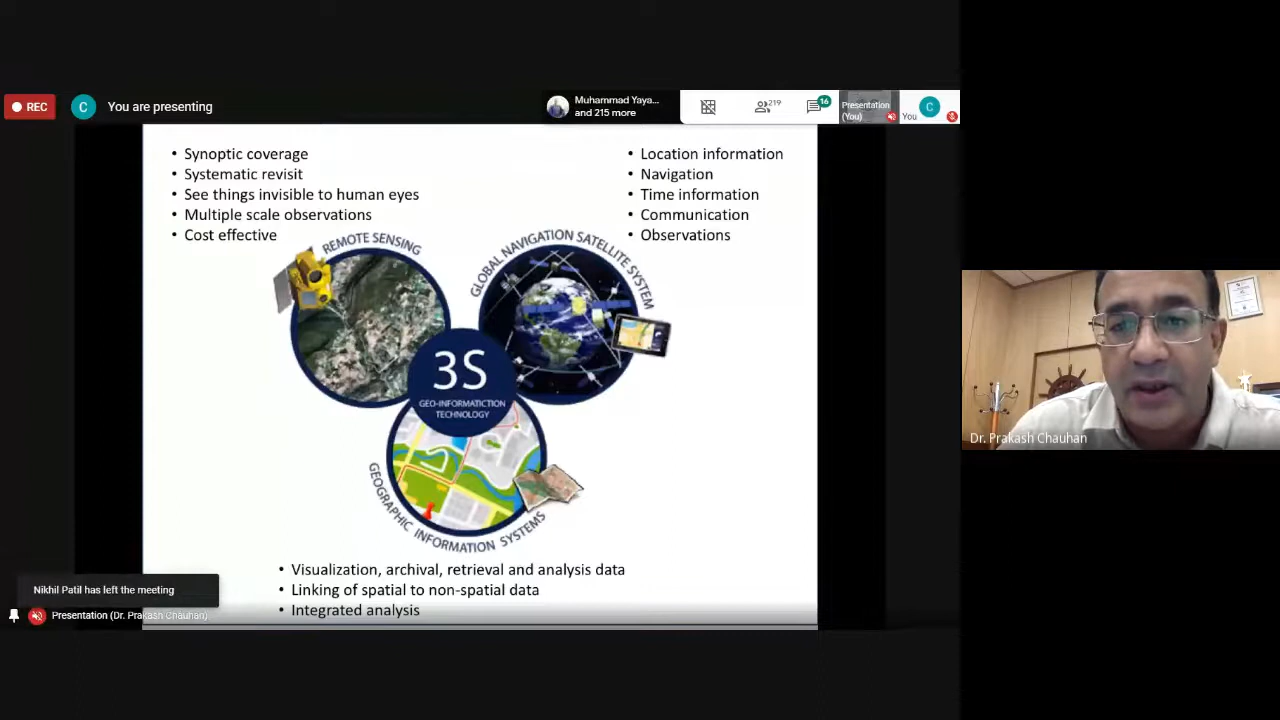 REC
C
You are presenting
Muhammad Yaya...
and 215 more
219
16
Presentation
(You)
You
C
• Synoptic coverage
• Systematic revisit
• See things invisible to human eyes
• Multiple scale observations
• Cost effective
• Location information
• Navigation
• Time information
• Communication
• Observations
REMOTE SENSING
GLOBAL NAVIGATION SATELLITE SYSTEM
3S
GEO-INFORMATICTION
TECHNOLOGY
GEOGRAPHIC INFORMATION SYSTEMS
• Visualization, archival, retrieval and analysis data
• Linking of spatial to non-spatial data
• Integrated analysis
Nikhil Patil has left the meeting
Presentation (Dr. Prakash Chauhan)
Dr. Prakash Chauhan